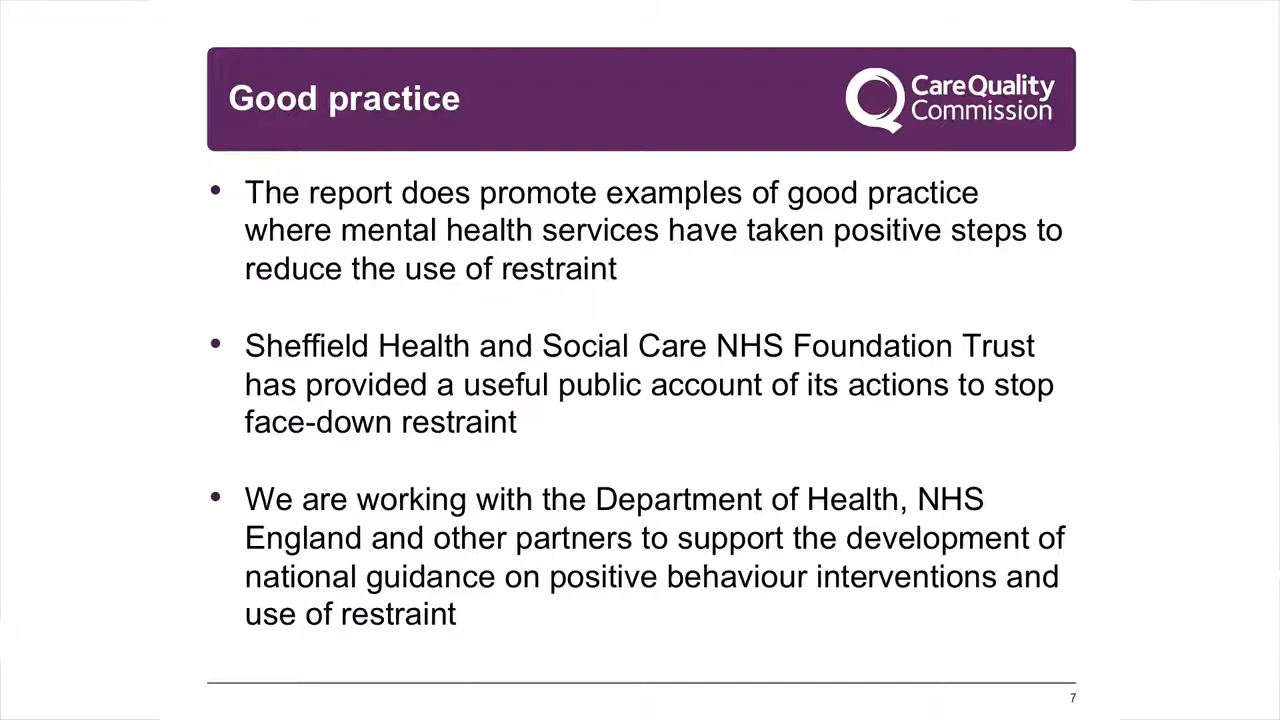 Good practice
CareQuality
Commission
• The report does promote examples of good practice
where mental health services have taken positive steps to
reduce the use of restraint
• Sheffield Health and Social Care NHS Foundation Trust
has provided a useful public account of its actions to stop
face-down restraint
• We are working with the Department of Health, NHS
England and other partners to support the development of
national guidance on positive behaviour interventions and
use of restraint
7